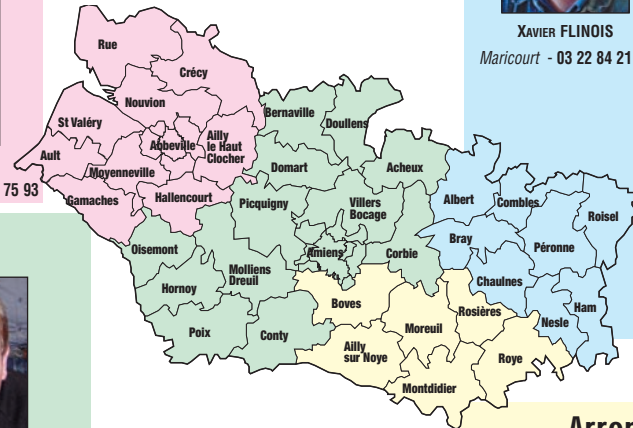 XAVIER FLINOIS
Maricourt - 03 22 84 21
75 93
Rue
Crécy
Nouvion
St Valéry
Abbeville
Ailly
le Haut
Clocher
Ault
Moyenneville
Gamaches
Hallencourt
Bernaville
Doullens
Domart
Acheux
Picquigny
Villers
Bocage
Oisemont
Amiens
Corbie
Molliens
Dreuil
Hornoy
Poix
Conty
Albert
Combles
Roisel
Bray
Péronne
Chaulnes
Ham
Nesle
Boves
Rosières
Moreuil
Ailly
sur Noye
Roye
Montdidier
Arron